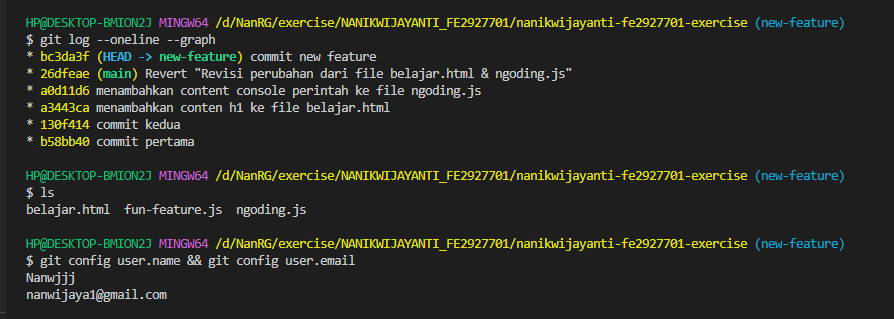 HP@DESKTOP-BMION2J MINGW64 /d/NanRG/exercise/NANIKWIJAYANTI_FE2927701/nanikwijayanti-fe2927701-exercise (new-feature)
$ git log --oneline --graph
* bc3da3f (HEAD -> new-feature) commit new feature
* 26dfeae (main) Revert "Revisi perubahan dari file belajar.html & ngoding.js"
* a0d11d6 menambahkan content console perintah ke file ngoding.js
* a3443ca menambahkan conten h1 ke file belajar.html
* 130f414 commit kedua
* b58bb40 commit pertama
HP@DESKTOP-BMION2J MINGW64 /d/NanRG/exercise/NANIKWIJAYANTI_FE2927701/nanikwijayanti-fe2927701-exercise (new-feature)
$ ls
belajar.html  fun-feature.js  ngoding.js
HP@DESKTOP-BMION2J MINGW64 /d/NanRG/exercise/NANIKWIJAYANTI_FE2927701/nanikwijayanti-fe2927701-exercise (new-feature)
$ git config user.name && git config user.email
Nanwjjj
nanwijaya1@gmail.com